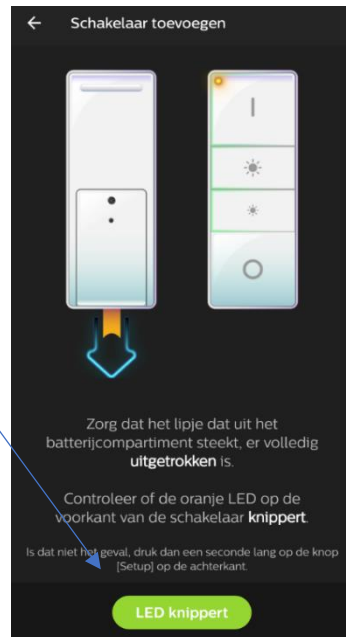 Schakelaar toevoegen
Zorg dat het lipje dat uit het
batterijcompartiment steekt, er volledig
uitgetrokken is.
Controleer of de oranje LED op de
voorkant van de schakelaar knippert.
Is dat niet het geval, druk dan een seconde lang op de knop
[Setup] op de achterkant.
LED knippert